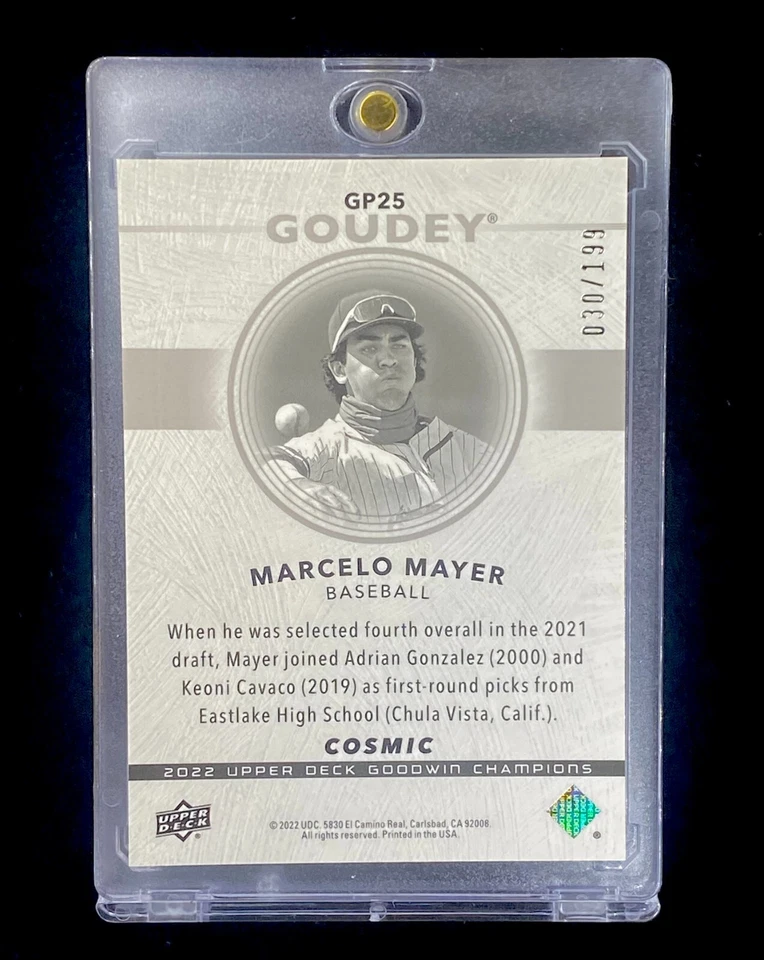 GP25
GOUDEY®
030/199
MARCELO MAYER
BASEBALL
When he was selected fourth overall in the 2021
draft, Mayer joined Adrian Gonzalez (2000) and
Keoni Cavaco (2019) as first-round picks from
Eastlake High School (Chula Vista, Calif.).
COSMIC
2022 UPPER DECK GOODWIN CHAMPIONS
UPPER
D·E·C·K®
© 2022 UDC. 5830 El Camino Real, Carlsbad, CA 92008.
All rights reserved. Printed in the USA.
®